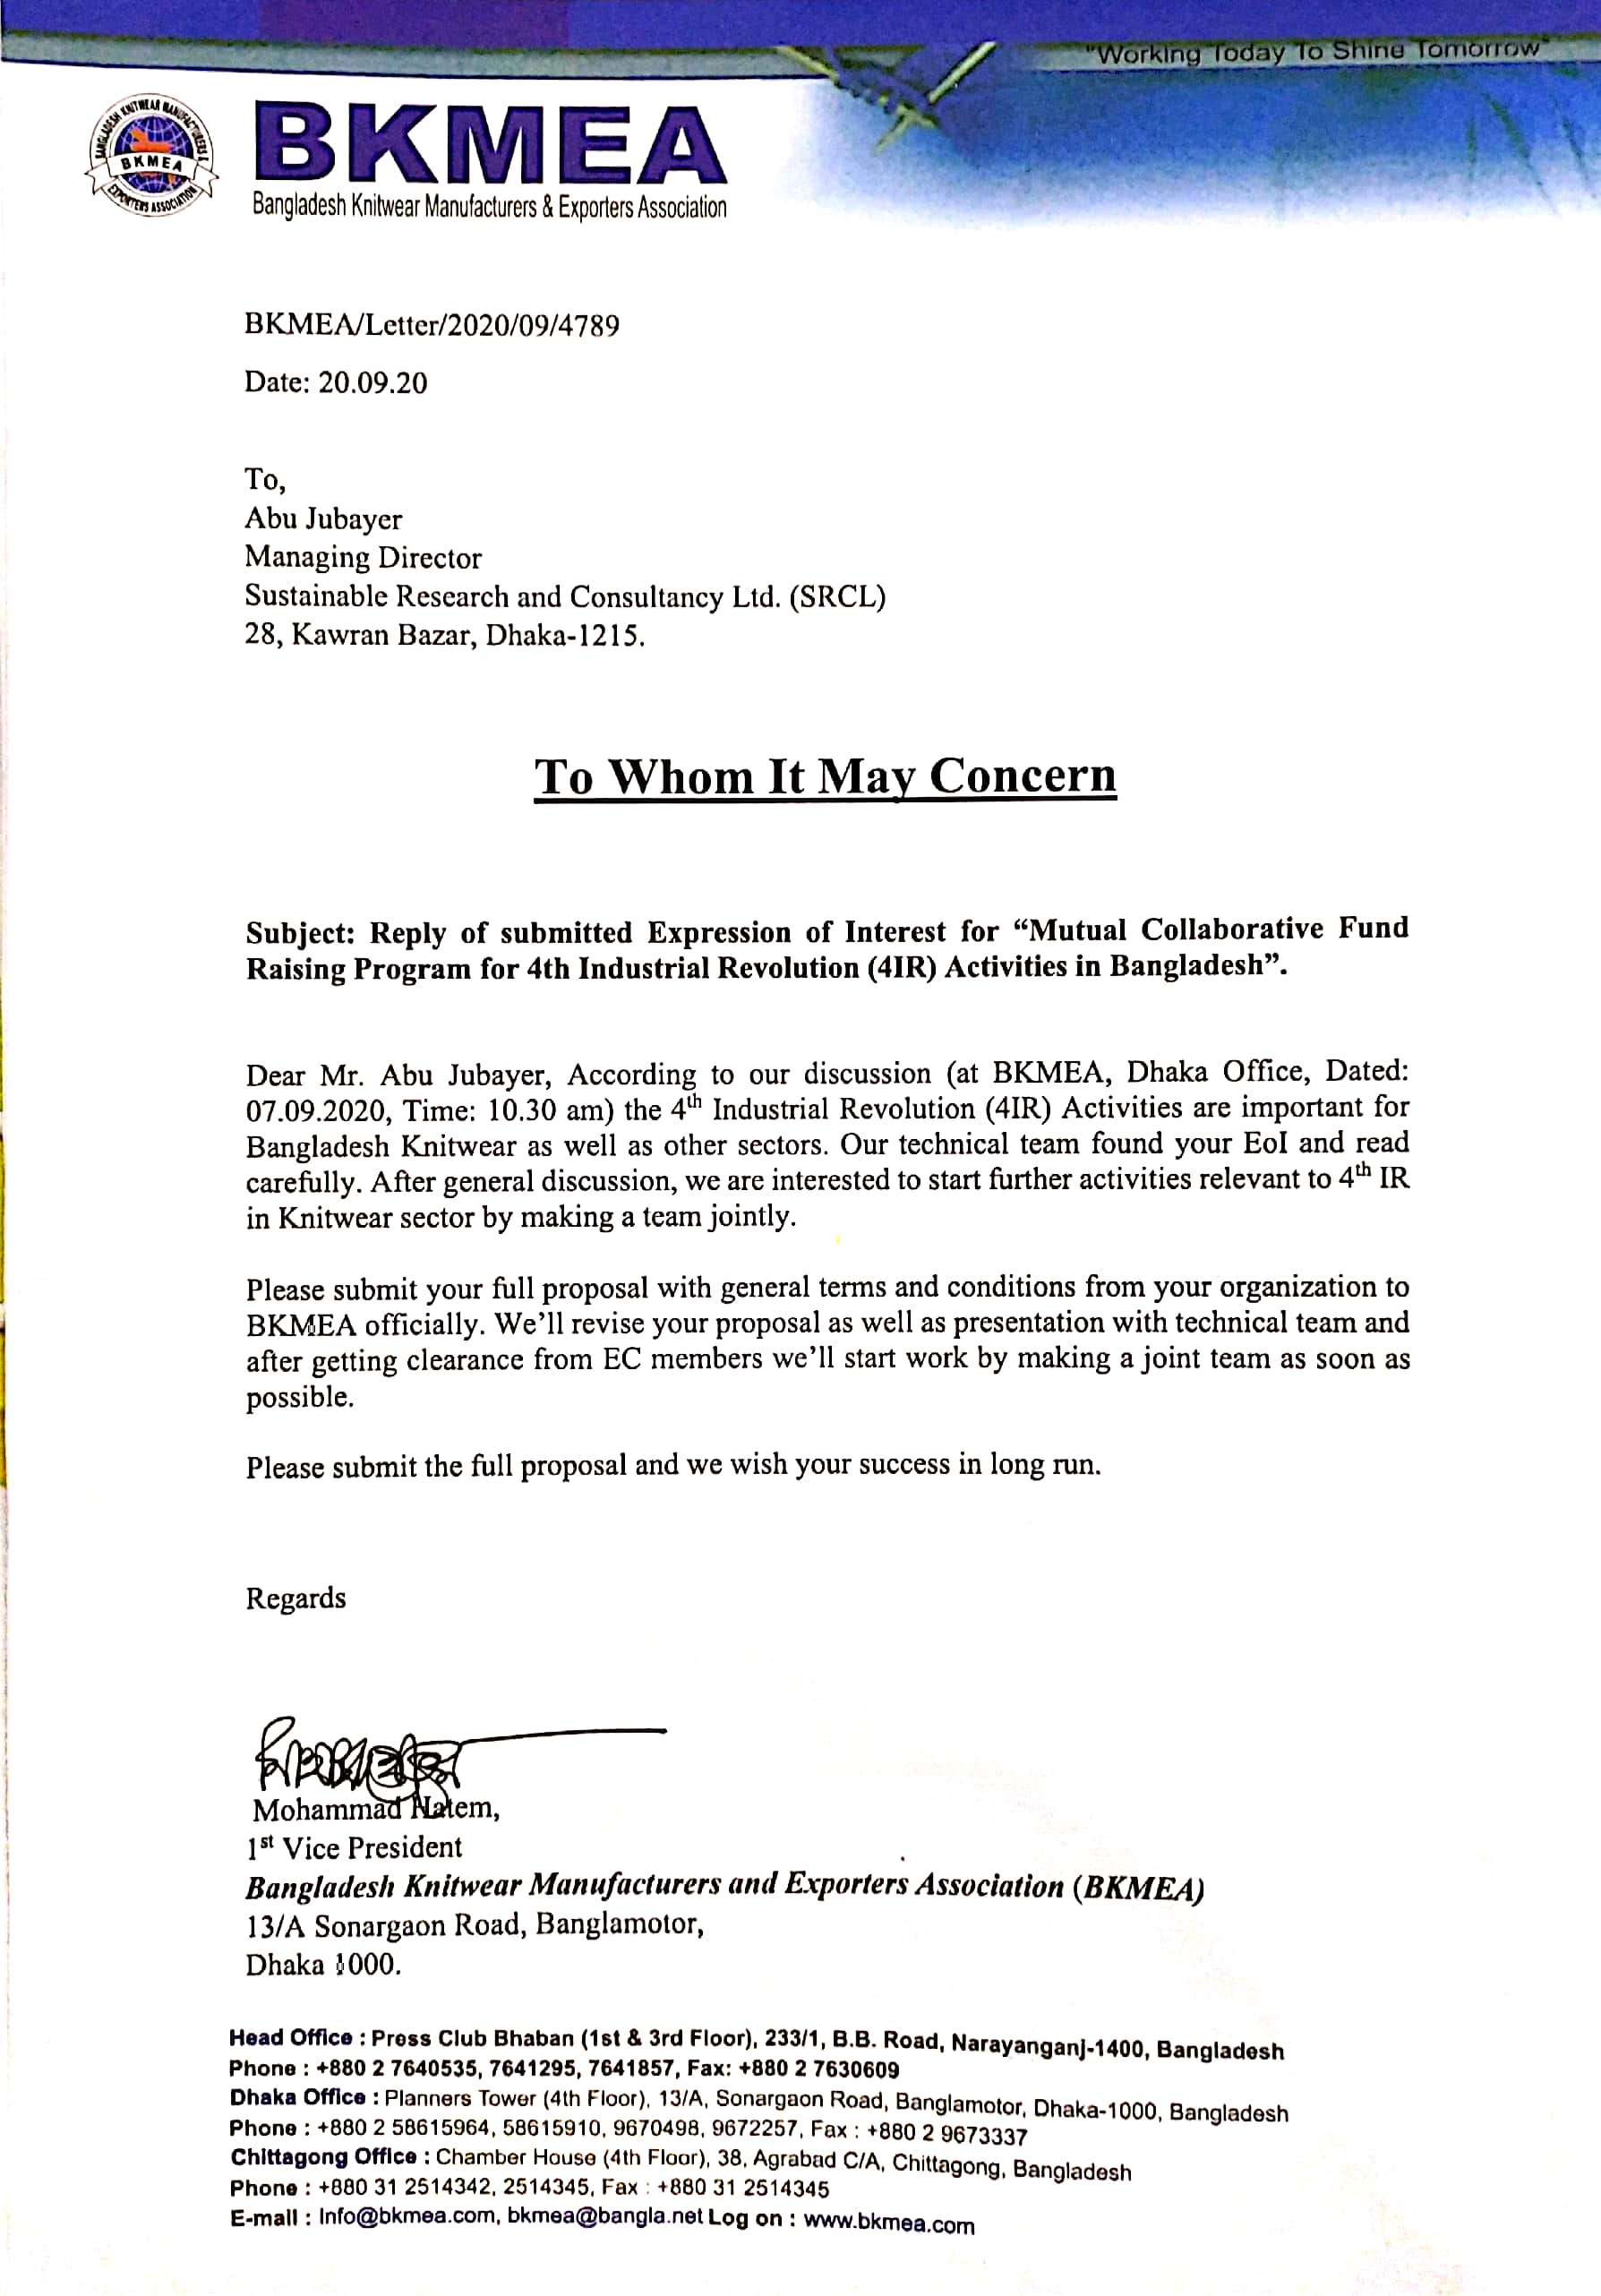 "Working Today To Shine Tomorrow"
BANGLADESH KNITWEAR MANUFACTURERS &
BKMEA
EXPORTERS ASSOCIATION
BKMEA
Bangladesh Knitwear Manufacturers & Exporters Association
BKMEA/Letter/2020/09/4789
Date: 20.09.20
To,
Abu Jubayer
Managing Director
Sustainable Research and Consultancy Ltd. (SRCL)
28, Kawran Bazar, Dhaka-1215.
To Whom It May Concern
Subject: Reply of submitted Expression of Interest for “Mutual Collaborative Fund
Raising Program for 4th Industrial Revolution (4IR) Activities in Bangladesh”.
Dear Mr. Abu Jubayer, According to our discussion (at BKMEA, Dhaka Office, Dated:
07.09.2020, Time: 10.30 am) the 4th Industrial Revolution (4IR) Activities are important for
Bangladesh Knitwear as well as other sectors. Our technical team found your EoI and read
carefully. After general discussion, we are interested to start further activities relevant to 4th IR
in Knitwear sector by making a team jointly.
Please submit your full proposal with general terms and conditions from your organization to
BKMEA officially. We’ll revise your proposal as well as presentation with technical team and
after getting clearance from EC members we’ll start work by making a joint team as soon as
possible.
Please submit the full proposal and we wish your success in long run.
Regards
Mohammad Hatem,
1st Vice President
Bangladesh Knitwear Manufacturers and Exporters Association (BKMEA)
13/A Sonargaon Road, Banglamotor,
Dhaka 1000.
Head Office : Press Club Bhaban (1st & 3rd Floor), 233/1, B.B. Road, Narayanganj-1400, Bangladesh
Phone : +880 2 7640535, 7641295, 7641857, Fax: +880 2 7630609
Dhaka Office : Planners Tower (4th Floor), 13/A, Sonargaon Road, Banglamotor, Dhaka-1000, Bangladesh
Phone : +880 2 58615964, 58615910, 9670498, 9672257, Fax : +880 2 9673337
Chittagong Office : Chamber House (4th Floor), 38, Agrabad C/A, Chittagong, Bangladesh
Phone : +880 31 2514342, 2514345, Fax : +880 31 2514345
E-mail : Info@bkmea.com, bkmea@bangla.net Log on : www.bkmea.com